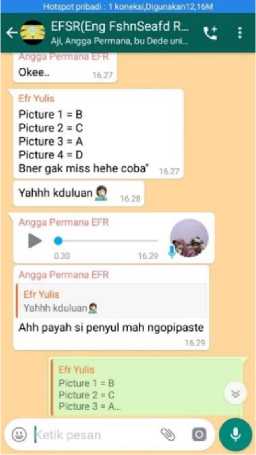 Hotspot pribadi : 1 koneksi,Digunakan12,16M
EFSR(Eng FshnSeafd R...
Aji, Angga Permana, bu Dede uni...
Angga Permana EFR
Okee..
16.27
Efr Yulis
Picture 1 = B
Picture 2 = C
Picture 3 = A
Picture 4 = D
Bner gak miss hehe coba"
16.27
Yahhh kduluan
16.28
Angga Permana EFR
0.30
16.29
Angga Permana EFR
Efr Yulis
Yahhh kduluan
Ahh payah si penyul mah ngopipaste
16.29
Efr Yulis
Picture 1 = B
Picture 2 = C
Picture 3 = A...
Ketik pesan